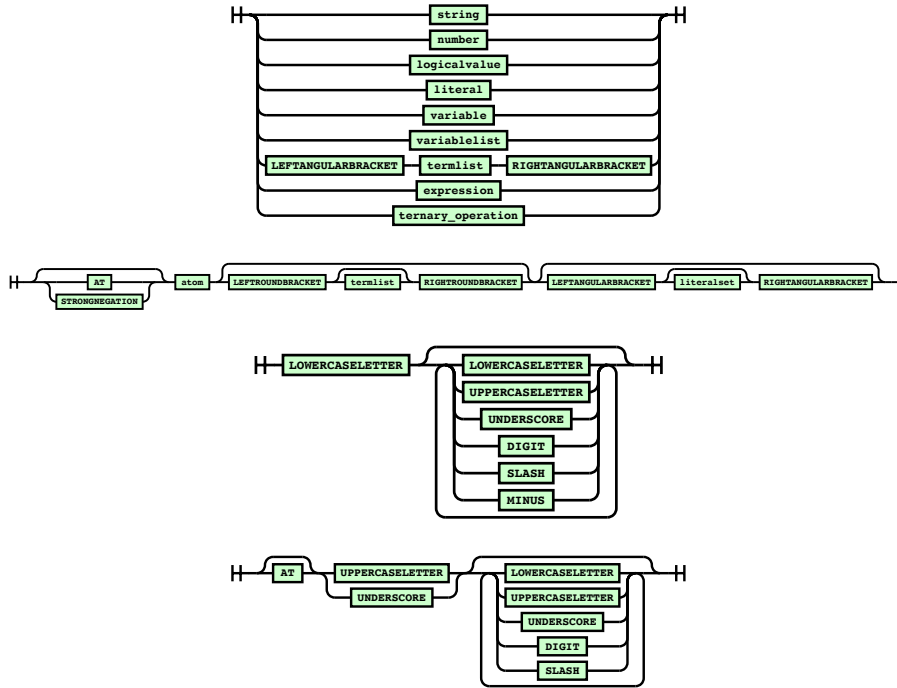 string
number
logicalvalue
literal
variable
variablelist
LEFTANGULARBRACKET termlist RIGHTANGULARBRACKET
expression
ternary_operation
AT atom LEFTROUNDBRACKET termlist RIGHTROUNDBRACKET LEFTANGULARBRACKET literalset RIGHTANGULARBRACKET
STRONGNEGATION
LOWERCASELETTER LOWERCASELETTER
UPPERCASELETTER
UNDERSCORE
DIGIT
SLASH
MINUS
AT UPPERCASELETTER LOWERCASELETTER
UNDERSCORE UPPERCASELETTER
UNDERSCORE
DIGIT
SLASH